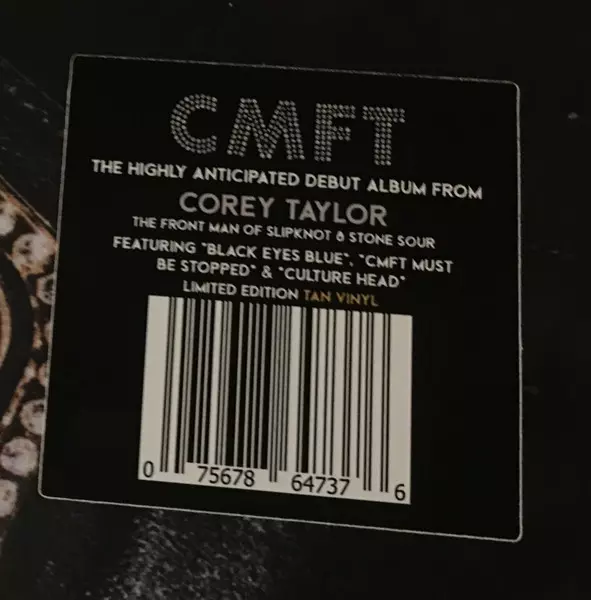 CMFT
THE HIGHLY ANTICIPATED DEBUT ALBUM FROM
COREY TAYLOR
THE FRONT MAN OF SLIPKNOT & STONE SOUR
FEATURING "BLACK EYES BLUE", "CMFT MUST
BE STOPPED" & "CULTURE HEAD"
LIMITED EDITION TAN VINYL
0 75678 64737 6